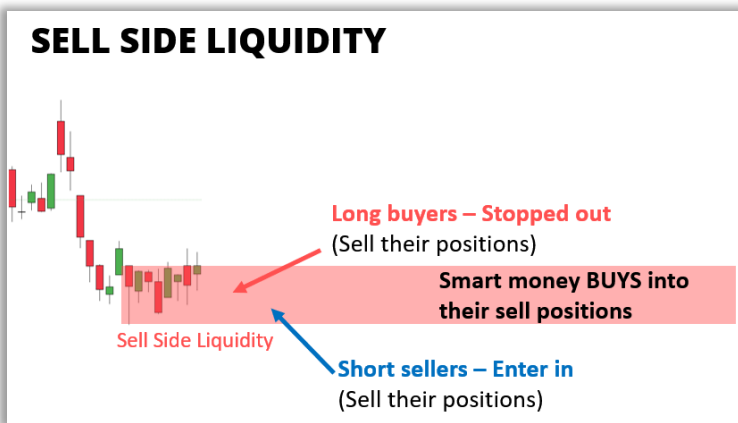 SELL SIDE LIQUIDITY
Long buyers – Stopped out
(Sell their positions)
Smart money BUYS into
their sell positions
Sell Side Liquidity
Short sellers – Enter in
(Sell their positions)